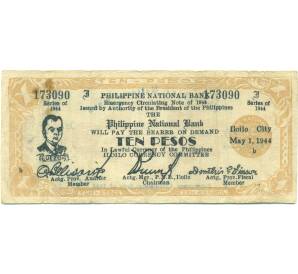 173090 J PHILIPPINE NATIONAL BANK 173090
Series of 1944 Emergency Circulating Note of 1944 J Series of 1944
Issued by Authority of the President of the Philippines
THE
Philippine National Bank
WILL PAY THE BEARER ON DEMAND Iloilo City
TEN PESOS May 1, 1944
In Lawful Currency of the Philippines b
ILOILO CURRENCY COMMITTEE
b Actg. Prov. Auditor Actg. Mgr., P.N.B., Iloilo Actg. Prov. Fiscal
Member Chairman Member